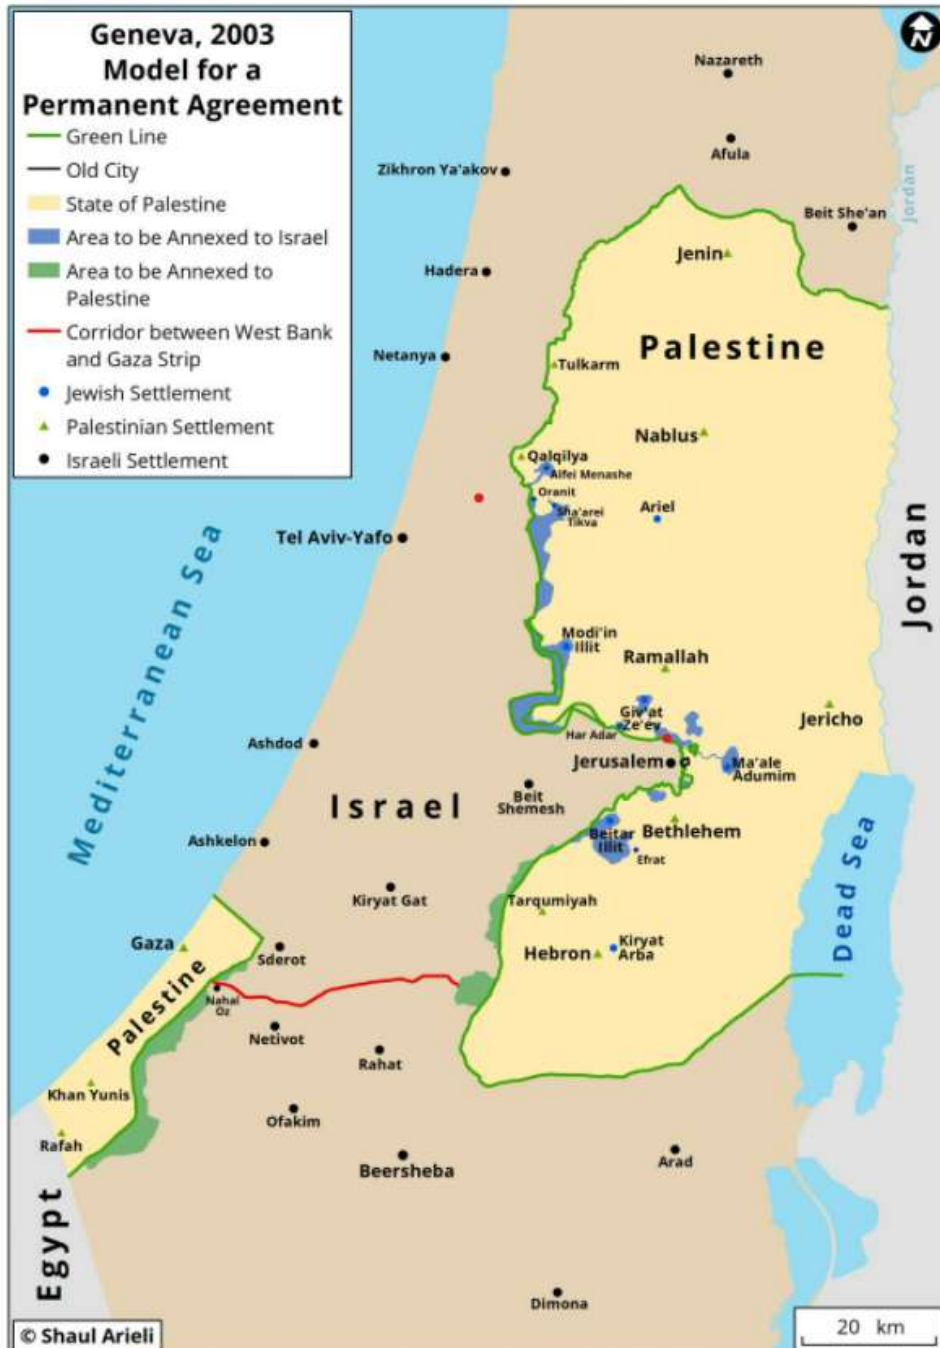 Geneva, 2003
Model for a
Permanent Agreement
Green Line
Old City
State of Palestine
Area to be Annexed to Israel
Area to be Annexed to
Palestine
Corridor between West Bank
and Gaza Strip
Jewish Settlement
Palestinian Settlement
Israeli Settlement
N
Nazareth
Afula
Zikhron Ya'akov
Beit She'an
Jordan
Jenin
Hadera
Palestine
Netanya
Tulkarm
Nablus
Qalqilya
Alfei Menashe
Oranit
Sha'arei
Tikva
Ariel
Tel Aviv-Yafo
Mediterranean Sea
Jordan
Modi'in
Illit
Ramallah
Jericho
Giv'at
Ze'ev
Har Adar
Ashdod
Jerusalem
Ma'ale
Adumim
Israel
Beit
Shemesh
Ashkelon
Beitar
Illit
Bethlehem
Efrat
Dead Sea
Kiryat Gat
Tarqumiyah
Gaza
Sderot
Hebron
Kiryat
Arba
Palestine
Nahal
Oz
Netivot
Rahat
Khan Yunis
Ofakim
Rafah
Beersheba
Arad
Egypt
Dimona
© Shaul Arieli
20 km